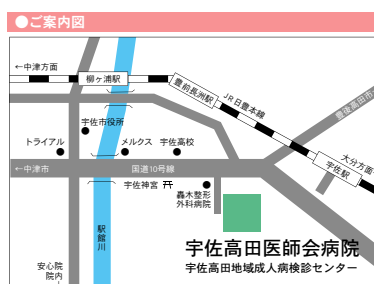 ●ご案内図
←中津方面
柳ヶ浦駅
豊前長洲駅
JR日豊本線
豊後高田市
宇佐市役所
トライアル
メルクス
宇佐高校
宇佐駅
大分方面
←中津市
国道10号線
宇佐神宮
轟木整形
外科病院
駅館川
宇佐高田医師会病院
宇佐高田地域成人病検診センター
安心院
院内